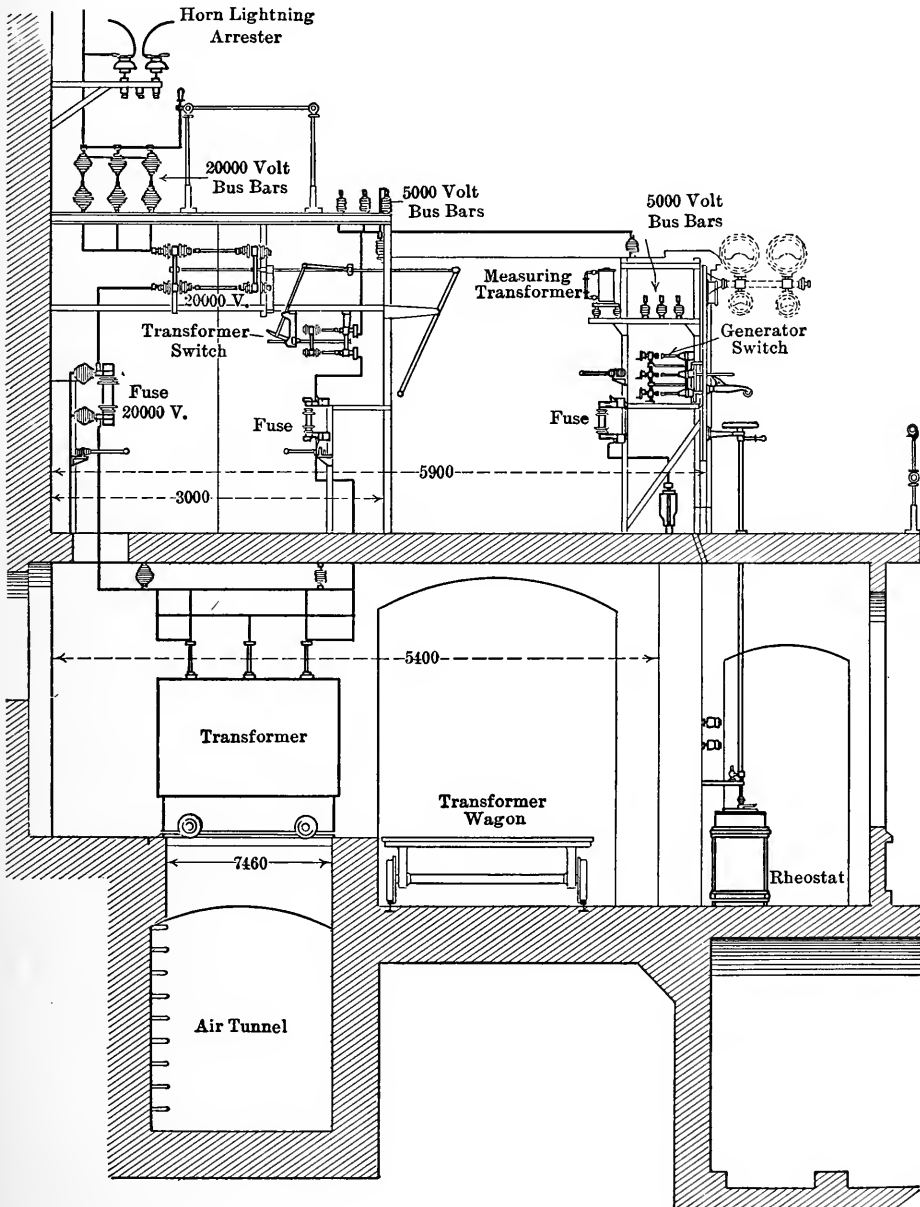 Horn Lightning
Arrester
20000 Volt
Bus Bars
5000 Volt
Bus Bars
5000 Volt
Bus Bars
Measuring
Transformer
20000 V.
Transformer
Switch
Generator
Switch
Fuse
20000 V.
Fuse
Fuse
5900
3000
5400
Transformer
Transformer
Wagon
7460
Rheostat
Air Tunnel